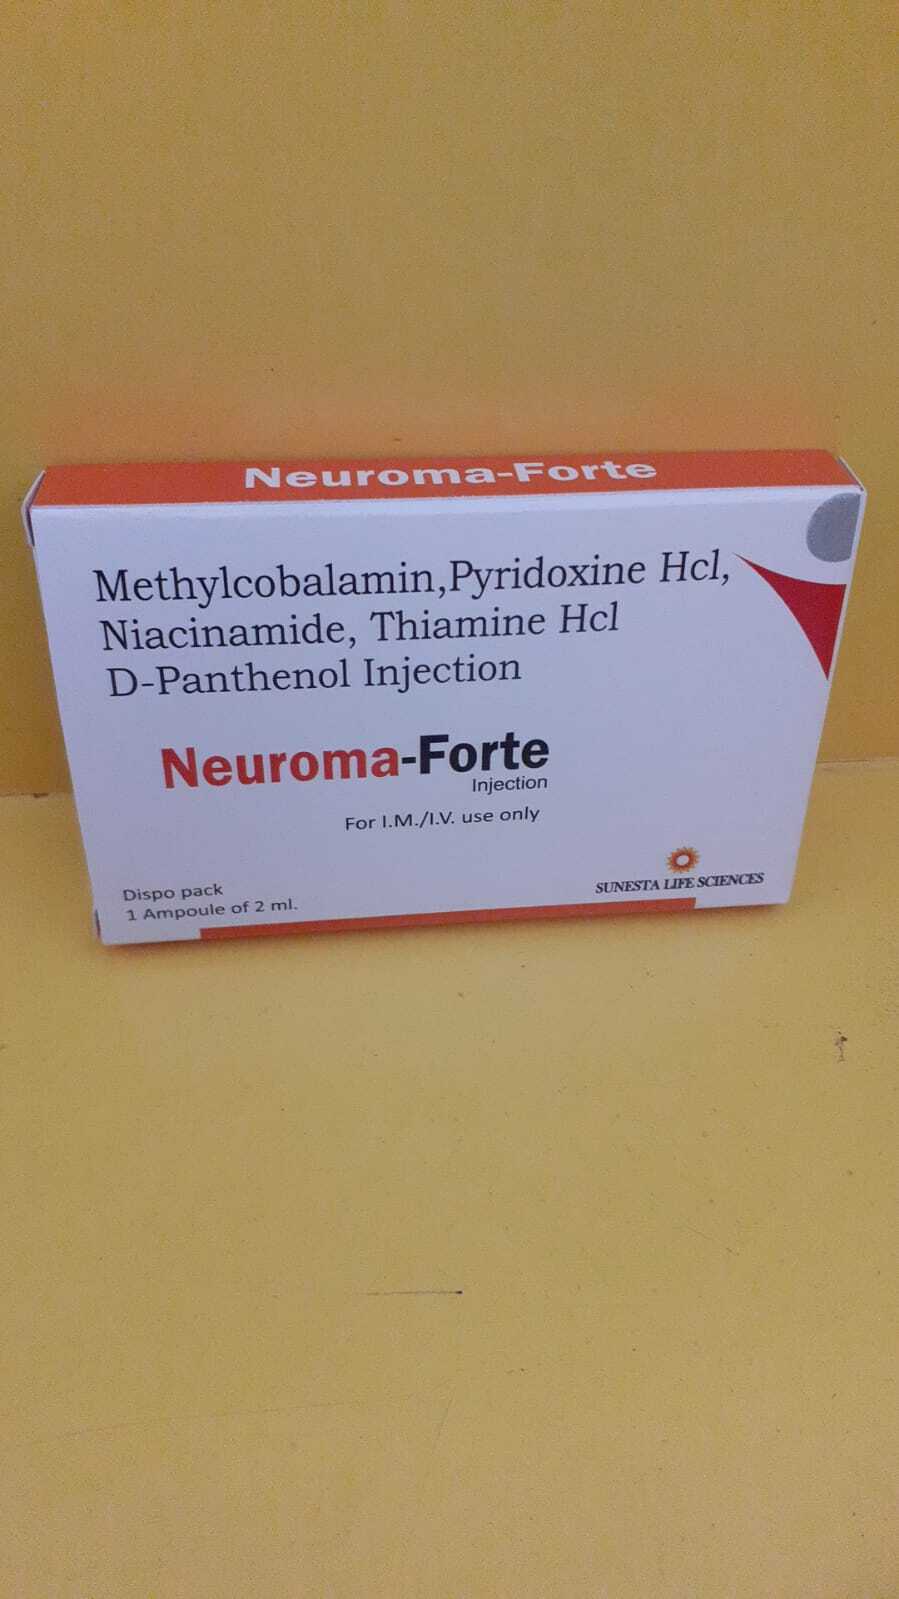 Neuroma-Forte
Methylcobalamin,Pyridoxine Hcl,
Niacinamide, Thiamine Hcl
D-Panthenol Injection
Neuroma-Forte
Injection
For I.M./I.V. use only
Dispo pack
1 Ampoule of 2 ml.
SUNESTA LIFE SCIENCES